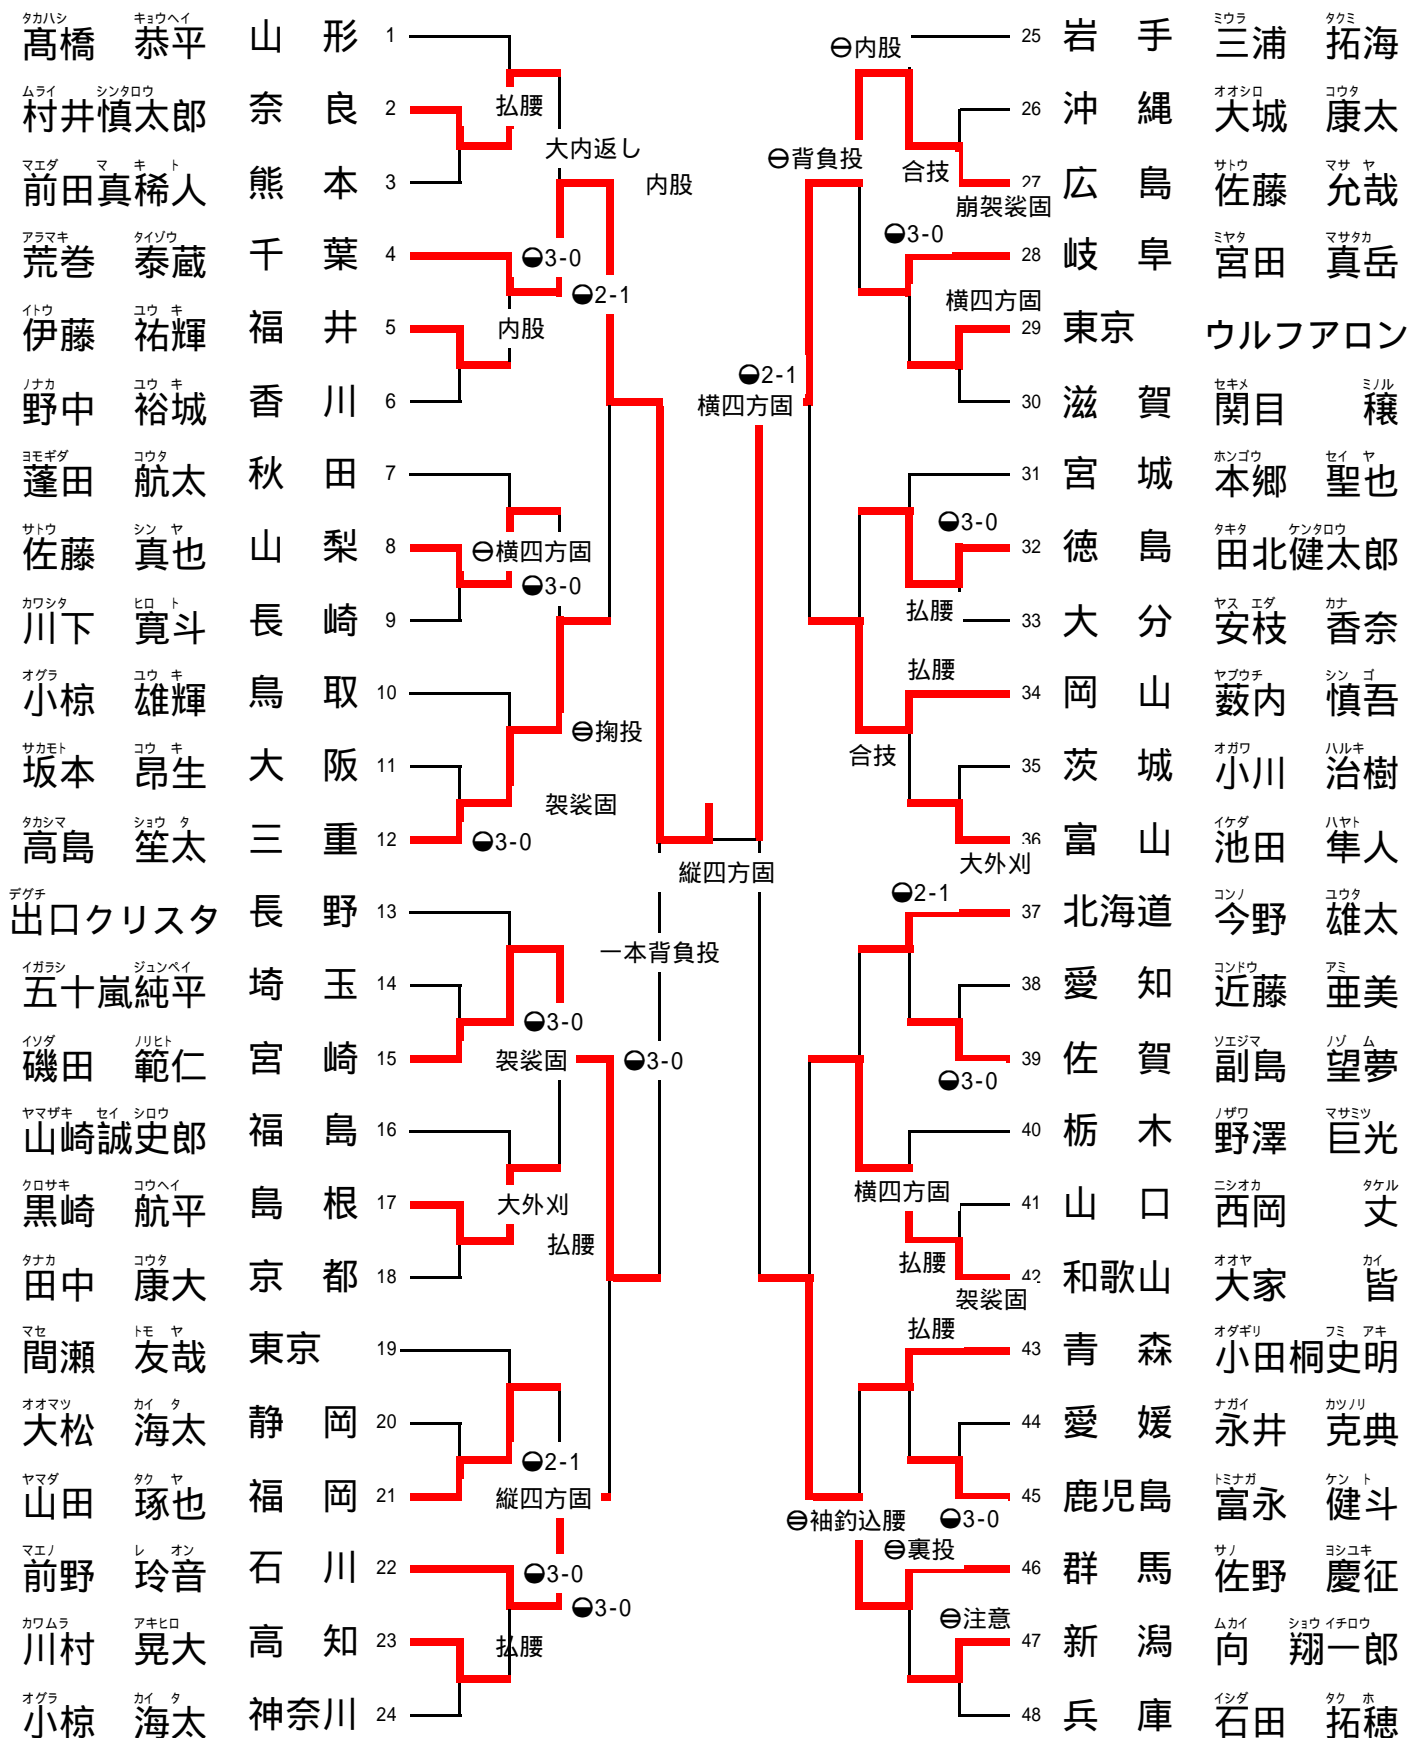 タカハシ キョウヘイ
髙橋 恭平 山形 1
ムライ シンタロウ
村井慎太郎 奈良 2
マエダ マ キ ト
前田真稀人 熊本 3
アラマキ タイゾウ
荒巻 泰蔵 千葉 4
イトウ ユウ キ
伊藤 祐輝 福井 5
ノナカ ユウ キ
野中 裕城 香川 6
ヨモギダ コウタ
蓬田 航太 秋田 7
サトウ シン ヤ
佐藤 真也 山梨 8
カワシタ ヒロ ト
川下 寛斗 長崎 9
オグラ ユウ キ
小椋 雄輝 鳥取 10
サカモト コウ キ
坂本 昂生 大阪 11
タカシマ ショウ タ
高島 笙太 三重 12
デグチ
出口クリスタ 長野 13
イガラシ ジュンペイ
五十嵐純平 埼玉 14
イソダ ノリヒト
磯田 範仁 宮崎 15
ヤマザキ セイ シロウ
山崎誠史郎 福島 16
クロサキ コウヘイ
黒崎 航平 島根 17
タナカ コウタ
田中 康大 京都 18
マセ トモ ヤ
間瀬 友哉 東京 19
オオマツ カイ タ
大松 海太 静岡 20
ヤマダ タク ヤ
山田 琢也 福岡 21
マエノ レ オン
前野 玲音 石川 22
カワムラ アキヒロ
川村 晃大 高知 23
オグラ カイ タ
小椋 海太 神奈川 24
払腰
大内返し
内股
⊖3-0
⊖2-1
内股
⊖横四方固
⊖3-0
⊖掬投
袈裟固
⊖3-0
縦四方固
一本背負投
⊖3-0
袈裟固
⊖3-0
大外刈
払腰
⊖2-1
縦四方固
⊖3-0
⊖3-0
払腰
⊖内股
⊖背負投
合技
崩袈裟固
⊖3-0
横四方固
⊖2-1
横四方固
⊖3-0
払腰
払腰
合技
大外刈
⊖2-1
⊖3-0
横四方固
払腰
袈裟固
払腰
⊖袖釣込腰
⊖3-0
⊖裏投
⊖注意
ミウラ タクミ
25 岩手 三浦 拓海
オオシロ コウタ
26 沖縄 大城 康太
サトウ マサ ヤ
27 広島 佐藤 允哉
ミヤタ マサタカ
28 岐阜 宮田 真岳
29 東京 ウルフアロン
セキメ ミノル
30 滋賀 関目 穣
ホンゴウ セイ ヤ
31 宮城 本郷 聖也
タキタ ケンタロウ
32 徳島 田北健太郎
ヤス エダ カナ
33 大分 安枝 香奈
ヤブウチ シン ゴ
34 岡山 薮内 慎吾
オガワ ハルキ
35 茨城 小川 治樹
イケダ ハヤト
36 富山 池田 隼人
コンノ ユウタ
37 北海道 今野 雄太
コンドウ アミ
38 愛知 近藤 亜美
ソエジマ ノゾ ム
39 佐賀 副島 望夢
ノザワ マサミツ
40 栃木 野澤 巨光
ニシオカ タケル
41 山口 西岡 丈
オオヤ カイ
42 和歌山 大家 皆
オダギリ フミ アキ
43 青森 小田桐史明
ナガイ カツノリ
44 愛媛 永井 克典
トミナガ ケン ト
45 鹿児島 富永 健斗
サノ ヨシユキ
46 群馬 佐野 慶征
ムカイ ショウ イチロウ
47 新潟 向 翔一郎
イシダ タク ホ
48 兵庫 石田 拓穂